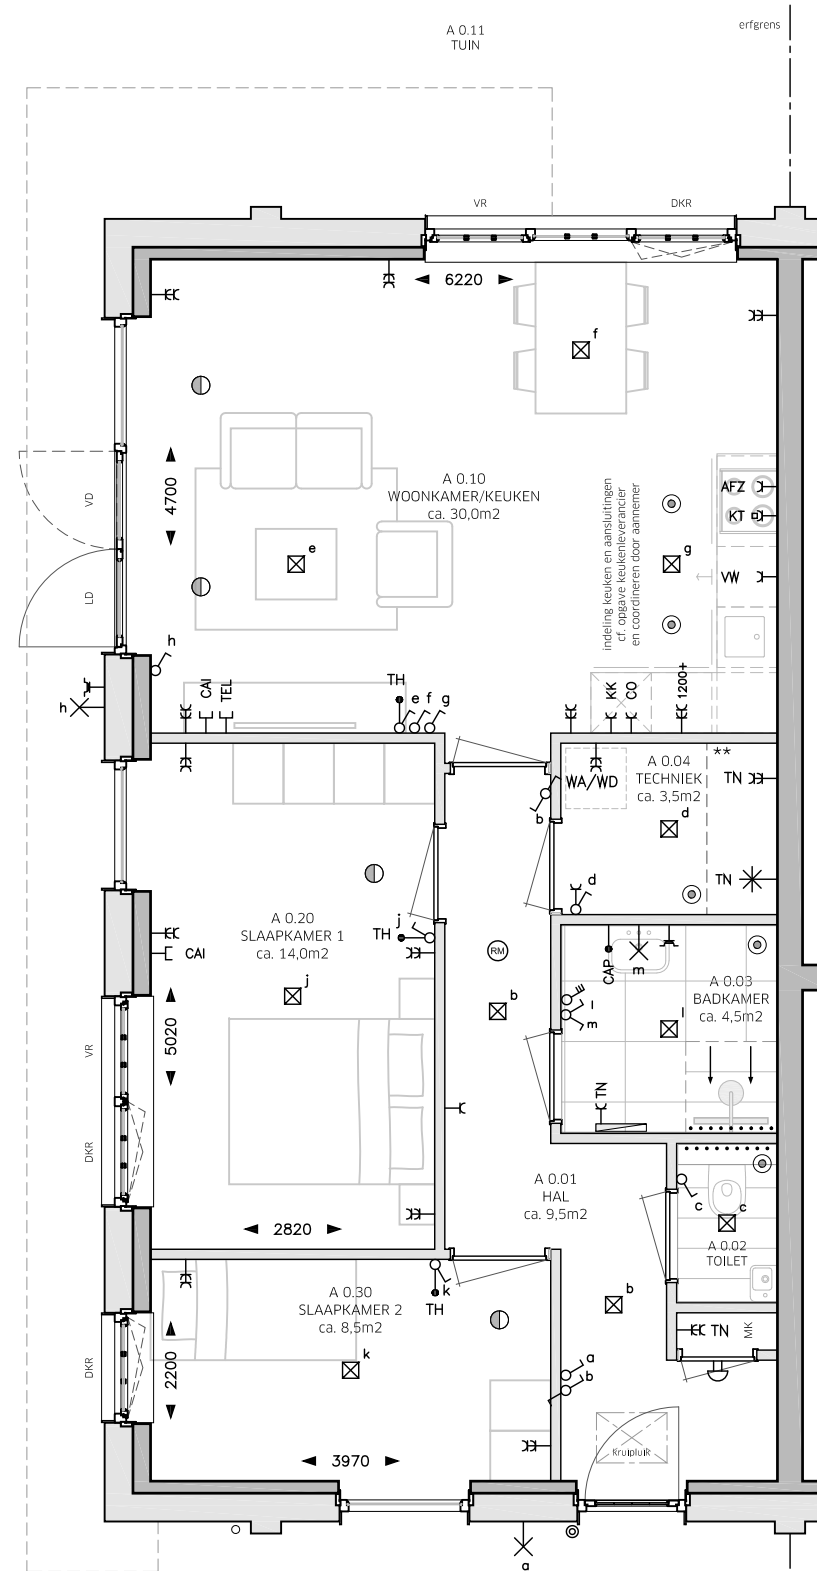 A 0.11
TUIN
erfgrens
VR
DKR
6220
f
A 0.10
WOONKAMER/KEUKEN
ca. 30,0m2
4700
VD
LD
e
indeling keuken en aansluitingen
cf. opgave keukenleverancier
en coordineren door aannemer
AFZ
KT
g
VW
h
h
CAI
TEL
TH
e f g
KK
CO
1200+
A 0.04
TECHNIEK
ca. 3,5m2
**
WA/WD
TN
b
d
TN
d
A 0.20
SLAAPKAMER 1
ca. 14,0m2
j
TH
CAI
j
RM
b
CAP
m
A 0.03
BADKAMER
ca. 4,5m2
l
m
l
5020
VR
DKR
TN
2820
A 0.01
HAL
ca. 9,5m2
c
c
A 0.02
TOILET
A 0.30
SLAAPKAMER 2
ca. 8,5m2
k
TH
b
TN
MK
DKR
2200
k
a
b
3970
Kruipluik
a